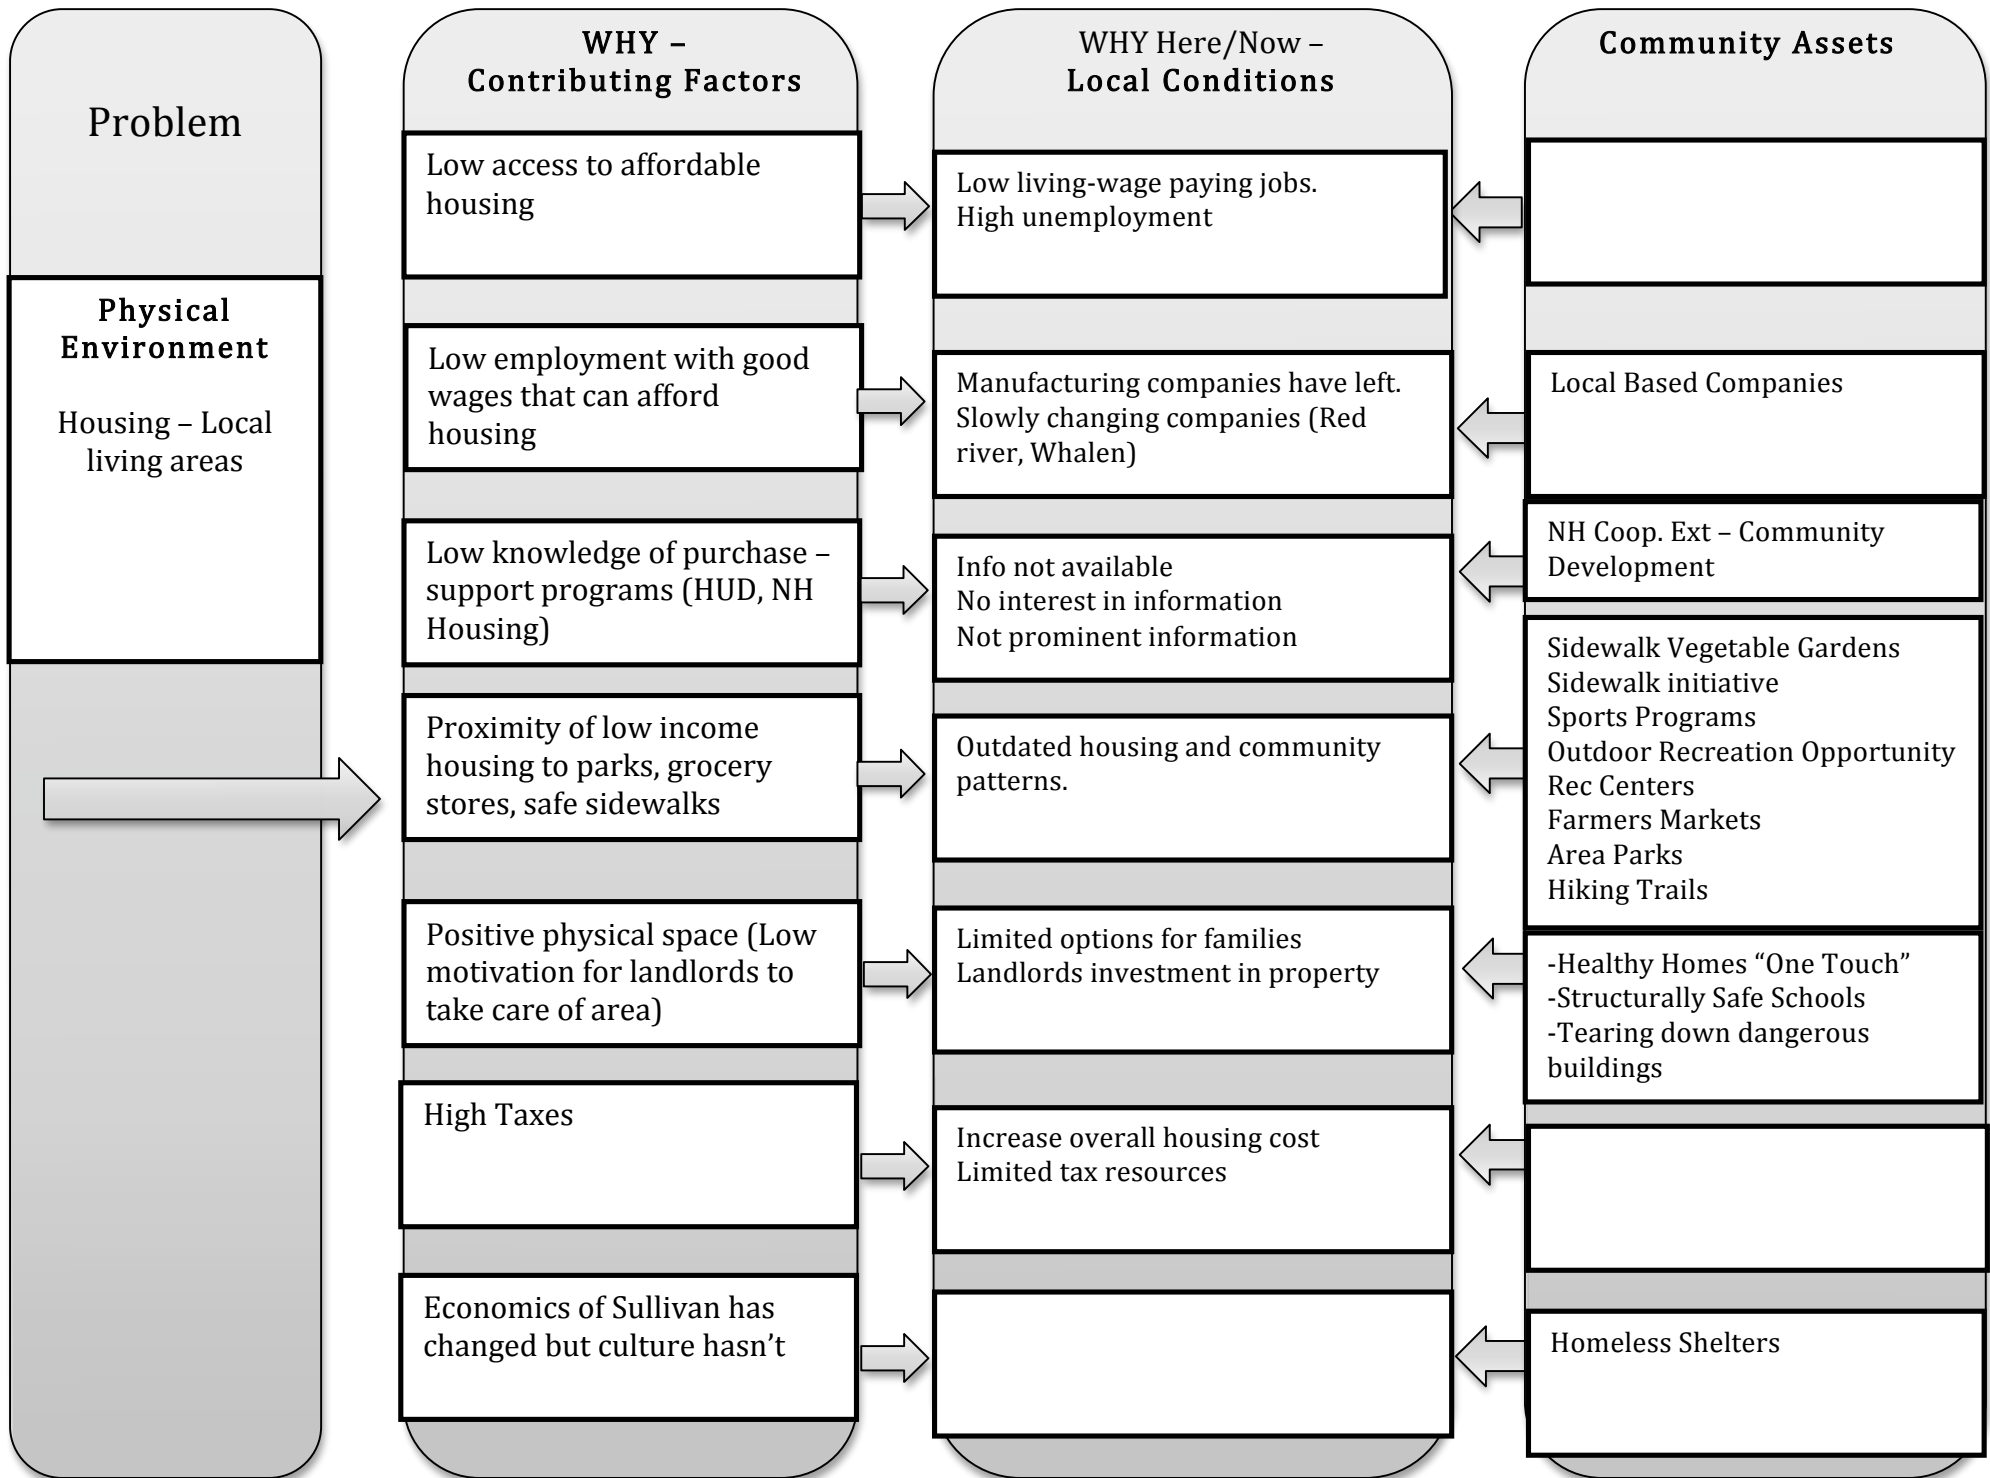 Problem
Physical
Environment
Housing – Local
living areas
WHY –
Contributing Factors
Low access to affordable
housing
Low employment with good
wages that can afford
housing
Low knowledge of purchase –
support programs (HUD, NH
Housing)
Proximity of low income
housing to parks, grocery
stores, safe sidewalks
Positive physical space (Low
motivation for landlords to
take care of area)
High Taxes
Economics of Sullivan has
changed but culture hasn’t
WHY Here/Now –
Local Conditions
Low living-wage paying jobs.
High unemployment
Manufacturing companies have left.
Slowly changing companies (Red
river, Whalen)
Info not available
No interest in information
Not prominent information
Outdated housing and community
patterns.
Limited options for families
Landlords investment in property
Increase overall housing cost
Limited tax resources
Community Assets
Local Based Companies
NH Coop. Ext – Community
Development
Sidewalk Vegetable Gardens
Sidewalk initiative
Sports Programs
Outdoor Recreation Opportunity
Rec Centers
Farmers Markets
Area Parks
Hiking Trails
-Healthy Homes “One Touch”
-Structurally Safe Schools
-Tearing down dangerous
buildings
Homeless Shelters